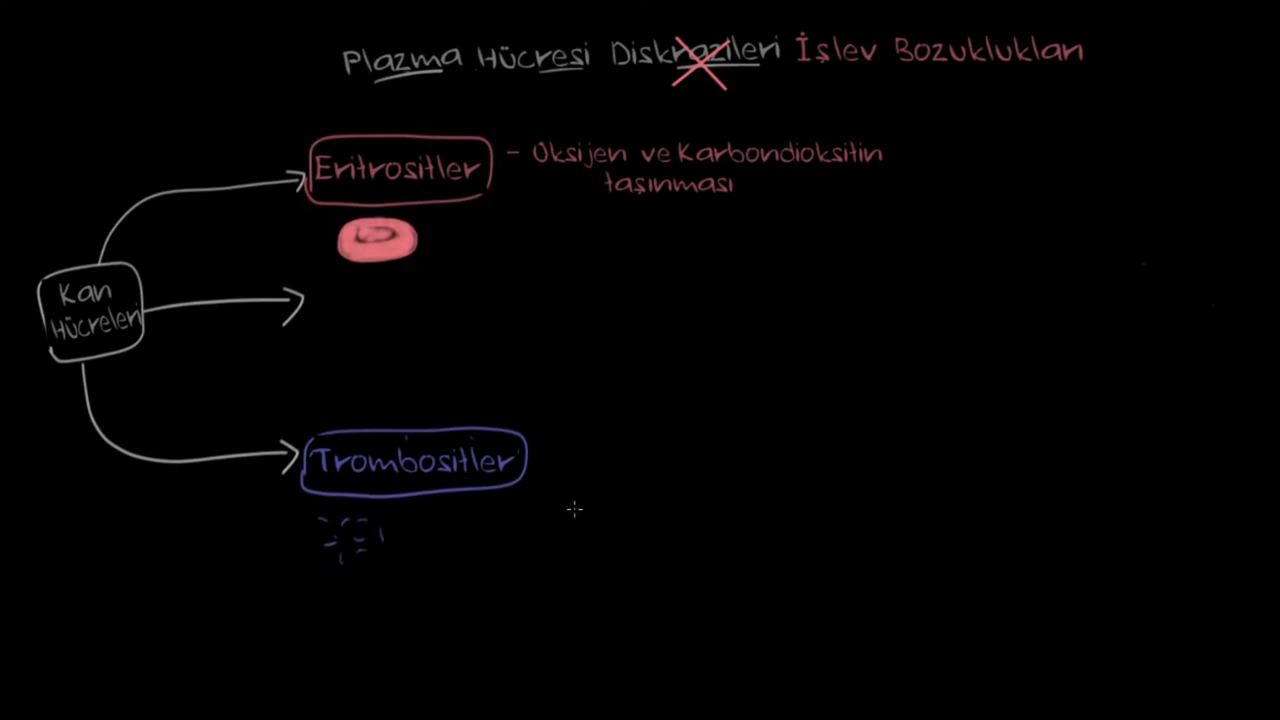 Plazma Hücresi Diskrazileri İşlev Bozuklukları
Eritrositler
- Oksijen ve Karbondioksitin
taşınması
Kan
Hücreleri
Trombositler